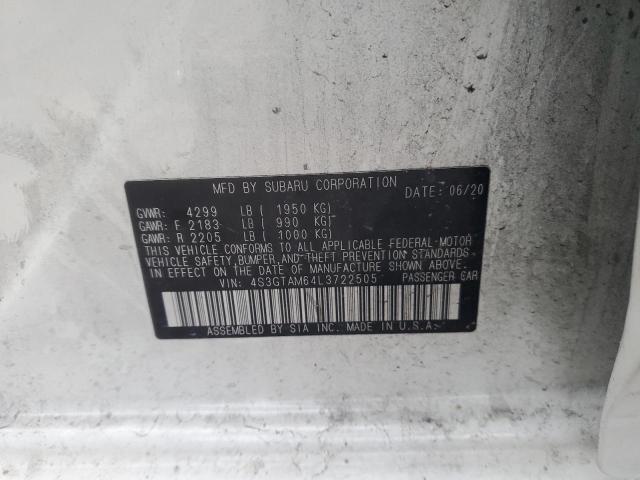 MFD BY SUBARU CORPORATION DATE: 06/20
GVWR: 4299 LB ( 1950 KG)
GAWR: F 2183 LB ( 990 KG)
GAWR: R 2205 LB ( 1000 KG)
THIS VEHICLE CONFORMS TO ALL APPLICABLE FEDERAL-MOTOR
VEHICLE SAFETY, BUMPER, AND THEFT PREVENTION STANDARDS
IN EFFECT ON THE DATE OF MANUFACTURE SHOWN ABOVE.
VIN: 4S3GTAM64L3722505 PASSENGER CAR
ASSEMBLED BY SIA INC. MADE IN U.S.A.